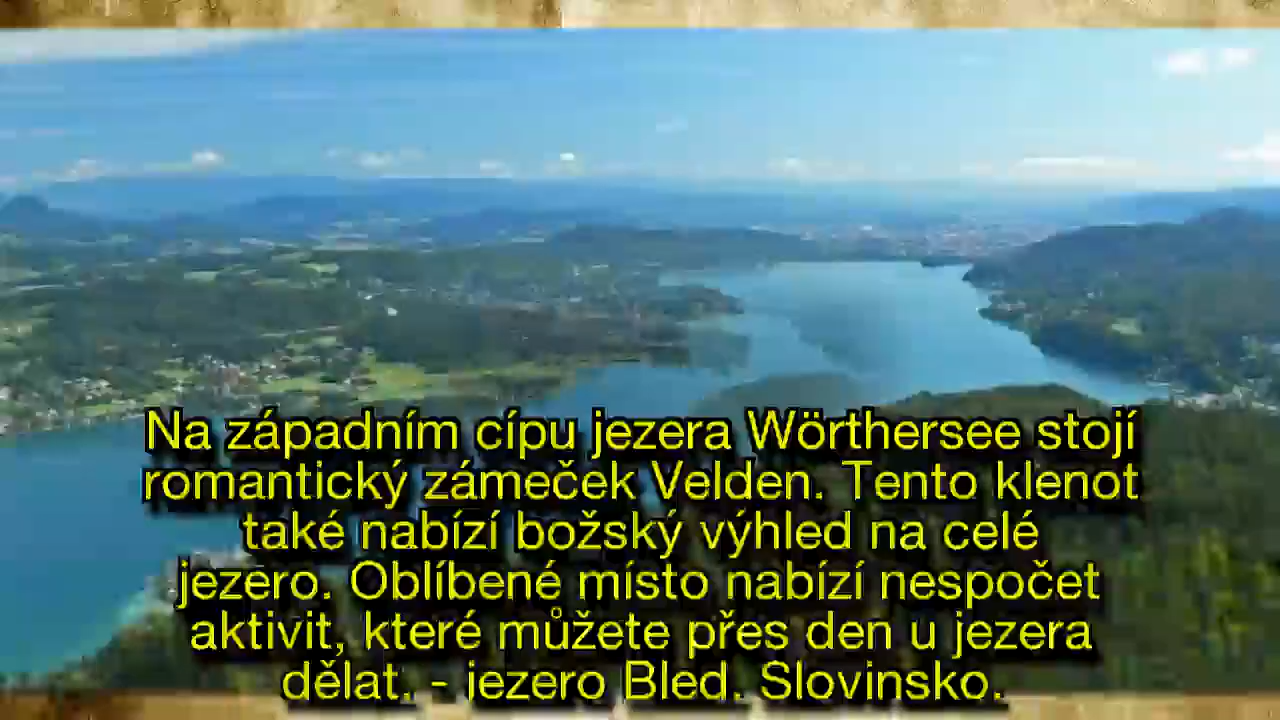 Na západním cípu jezera Wörthersee stojí
romantický zámeček Velden. Tento klenot
také nabízí božský výhled na celé
jezero. Oblíbené místo nabízí nespočet
aktivit, které můžete přes den u jezera
dělat. - jezero Bled. Slovinsko.